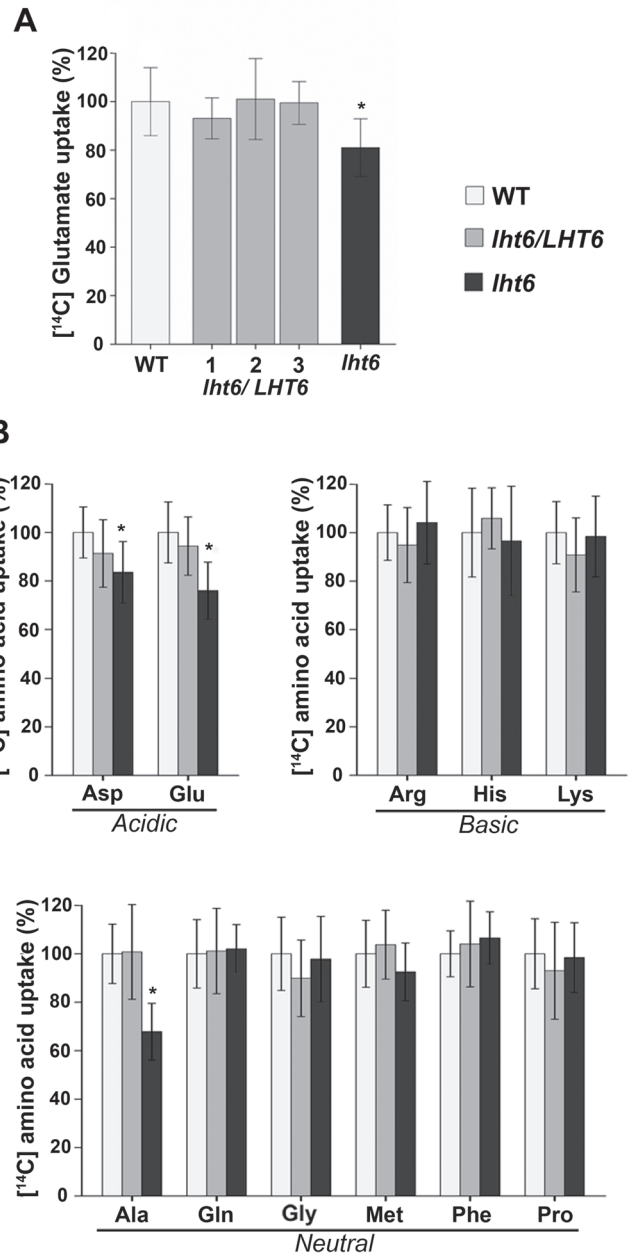 A
[¹⁴C] Glutamate uptake (%)
120
100
80
60
40
20
0
*
WT 1 2 3 lht6
lht6/ LHT6
WT
lht6/LHT6
lht6
B
amino acid uptake (%)
120
100
80
60
40
20
0
* *
Asp Glu
Acidic
[¹⁴C] amino acid uptake (%)
120
100
80
60
40
20
0
Arg His Lys
Basic
[¹⁴C] amino acid uptake (%)
120
100
80
60
40
20
0
*
Ala Gln Gly Met Phe Pro
Neutral